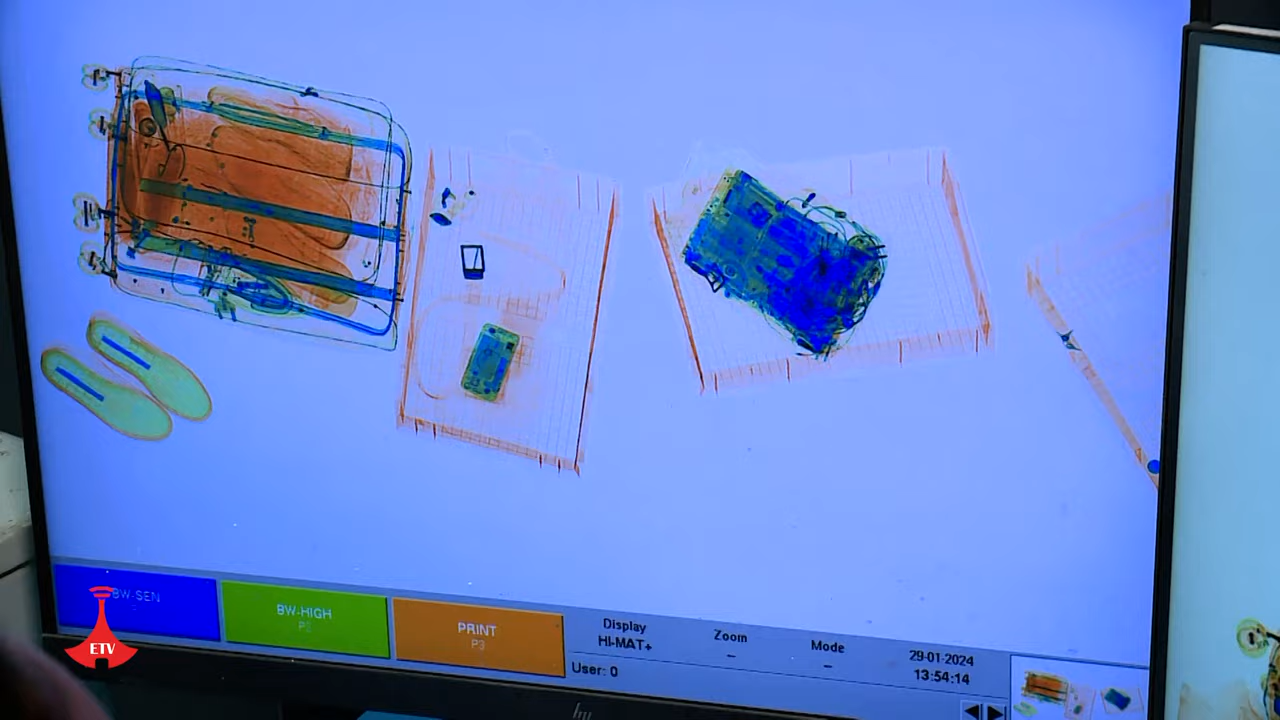 BW-SEN
BW-HIGH
P2
PRINT
P3
Display
HI-MAT+
Zoom
–
Mode
–
29-01-2024
13:54:14
User: 0
ETV
hp